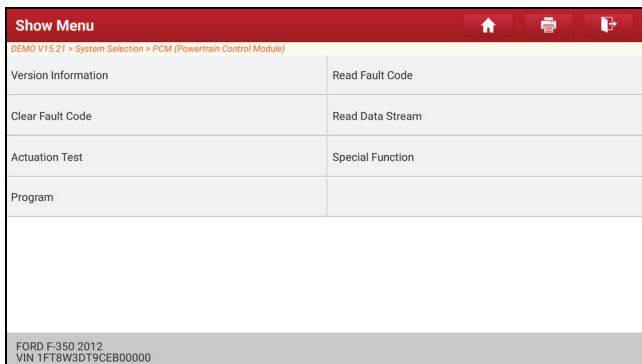 Show Menu
DEMO V15.21 > System Selection > PCM (Powertrain Control Module)
Version Information
Read Fault Code
Clear Fault Code
Read Data Stream
Actuation Test
Special Function
Program
FORD F-350 2012
VIN 1FT8W3DT9CEB00000